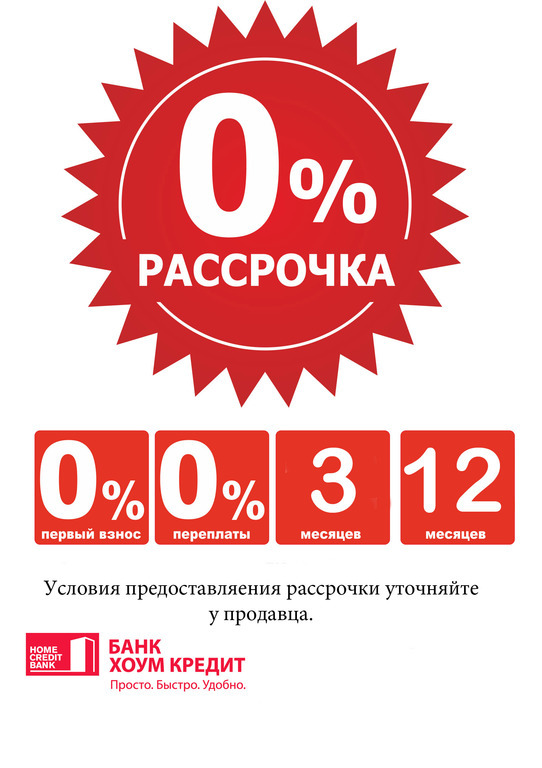 0%
РАССРОЧКА
0%
первый взнос
0%
переплаты
3
месяцев
12
месяцев
Условия предоставляения рассрочки уточняйте
у продавца.
HOME
CREDIT
BANK
БАНК
ХОУМ КРЕДИТ
Просто. Быстро. Удобно.